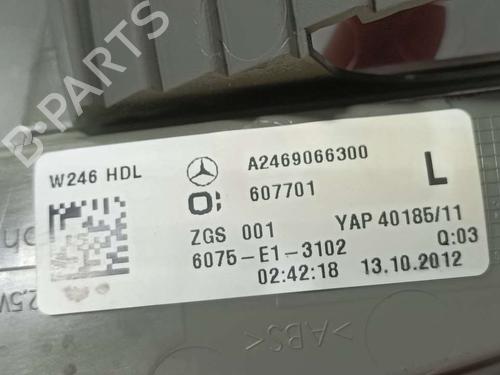 B-PARTS
W246 HDL
A2469066300
L
607701
ZGS 001
YAP 40185/11
6075-E1-3102
Q:03
02:42:18
13.10.2012
>ABS<